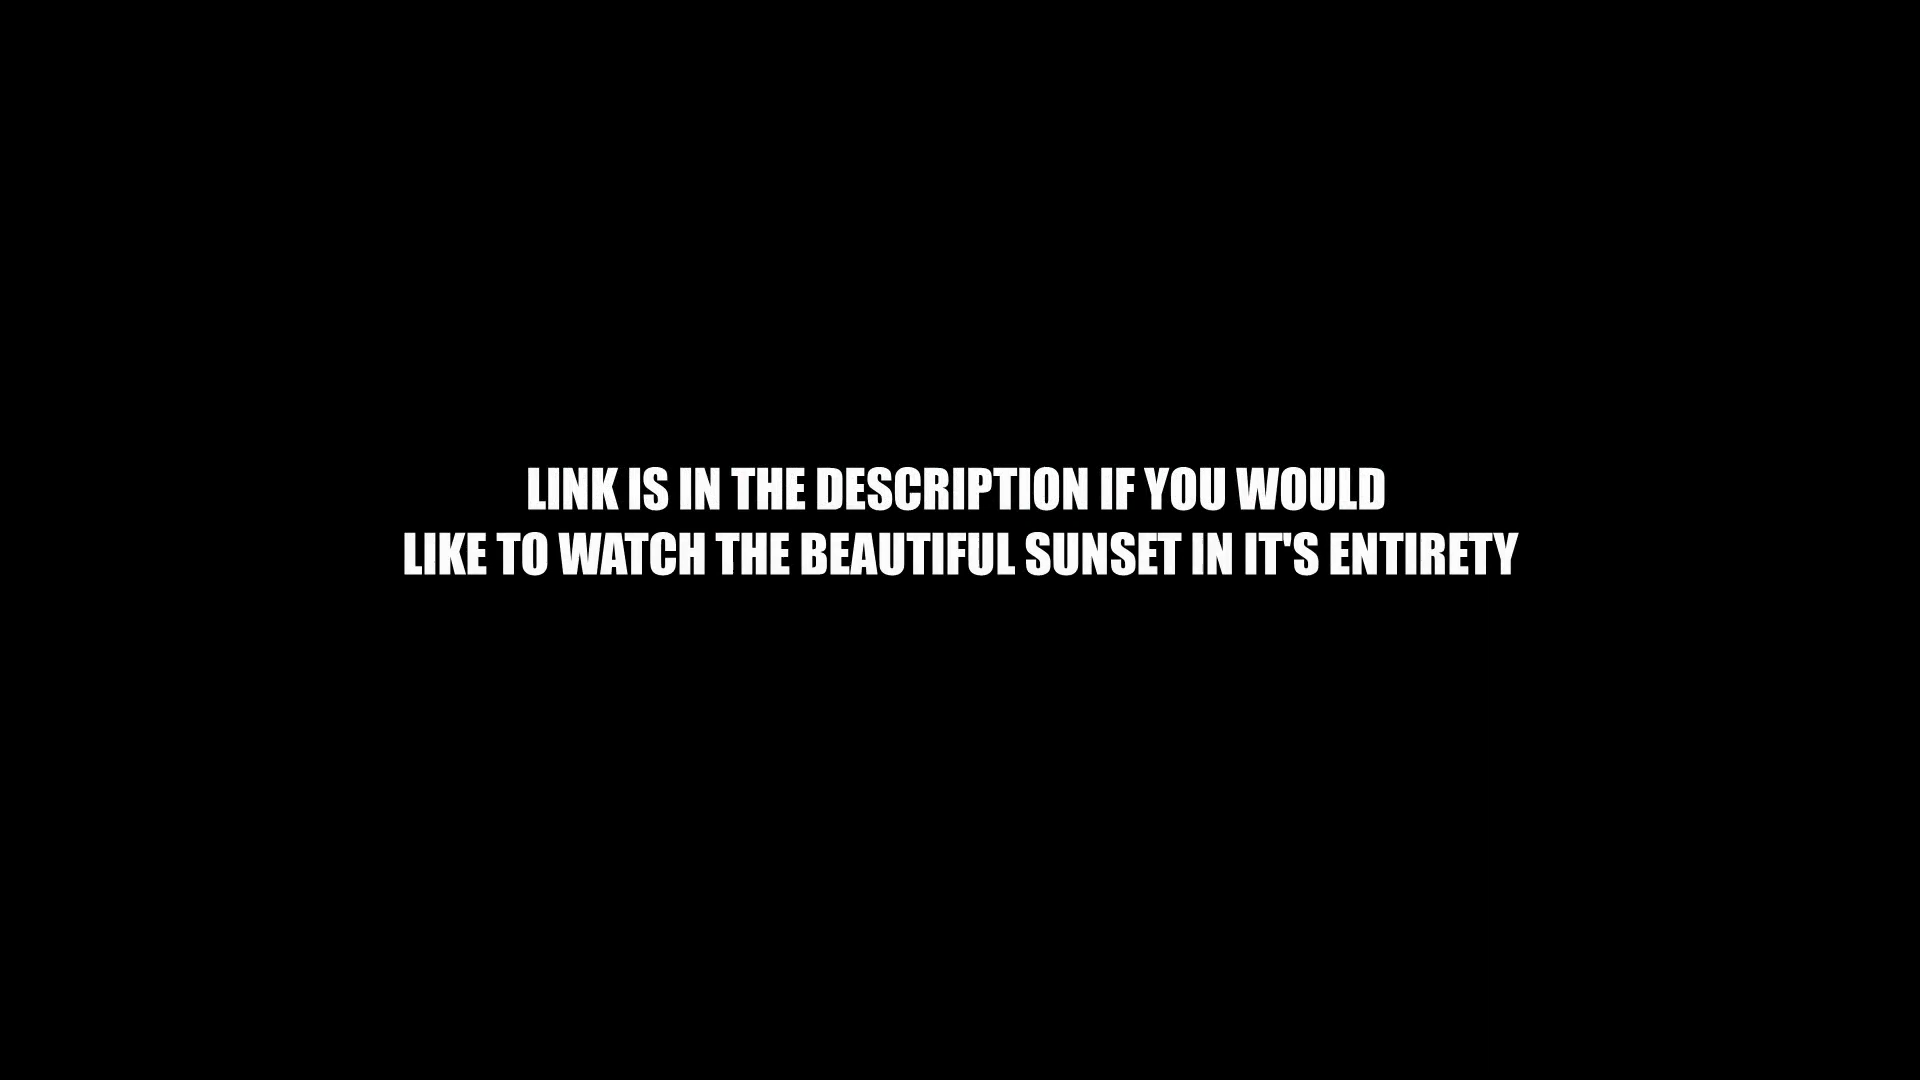 LINK IS IN THE DESCRIPTION IF YOU WOULD
LIKE TO WATCH THE BEAUTIFUL SUNSET IN IT'S ENTIRETY